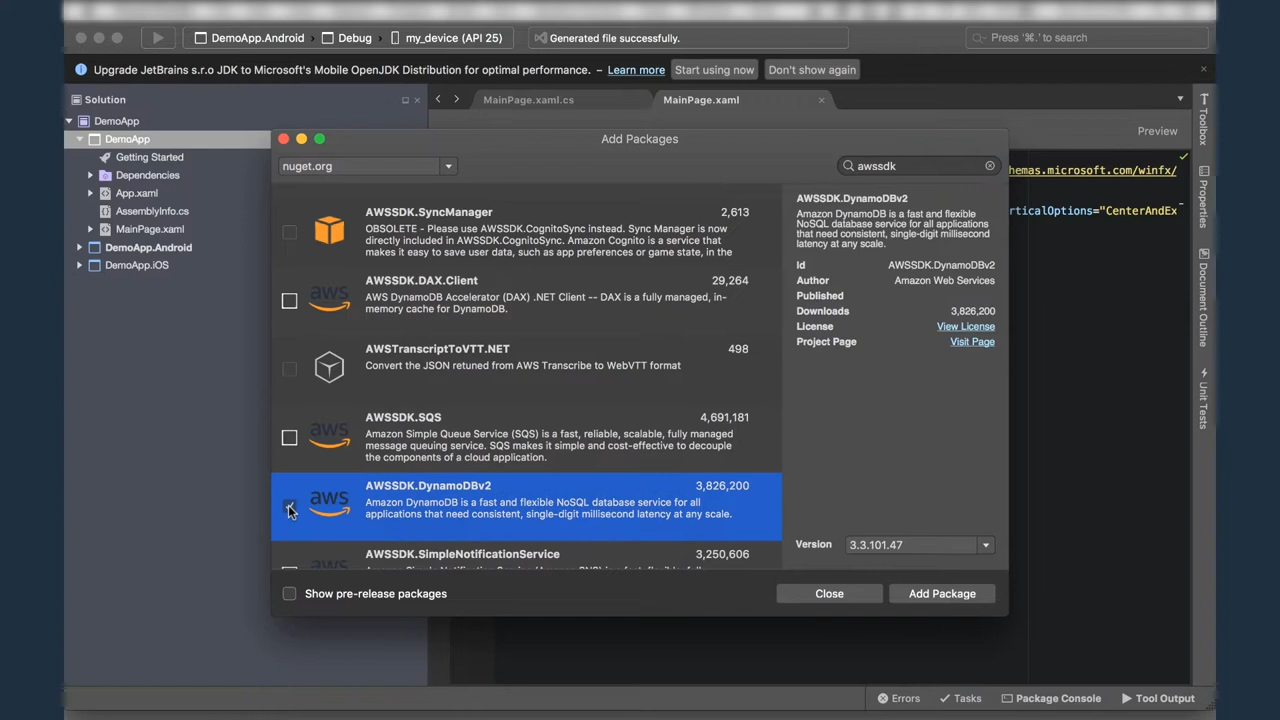 DemoApp.Android
Debug
my_device (API 25)
Generated file successfully.
Press ‘⌘.’ to search
Upgrade JetBrains s.r.o JDK to Microsoft's Mobile OpenJDK Distribution for optimal performance. – Learn more
Start using now
Don't show again
Solution
MainPage.xaml.cs
MainPage.xaml
DemoApp
DemoApp
Getting Started
Dependencies
App.xaml
AssemblyInfo.cs
MainPage.xaml
DemoApp.Android
DemoApp.iOS
Preview
hemas.microsoft.com/winfx/
rticalOptions="CenterAndEx
Toolbox
Properties
Document Outline
Unit Tests
Add Packages
nuget.org
awssdk
AWSSDK.SyncManager 2,613
OBSOLETE - Please use AWSSDK.CognitoSync instead. Sync Manager is now
directly included in AWSSDK.CognitoSync. Amazon Cognito is a service that
makes it easy to save user data, such as app preferences or game state, in the
aws
AWSSDK.DAX.Client 29,264
AWS DynamoDB Accelerator (DAX) .NET Client -- DAX is a fully managed, in-
memory cache for DynamoDB.
AWSTranscriptToVTT.NET 498
Convert the JSON retuned from AWS Transcribe to WebVTT format
aws
AWSSDK.SQS 4,691,181
Amazon Simple Queue Service (SQS) is a fast, reliable, scalable, fully managed
message queuing service. SQS makes it simple and cost-effective to decouple
the components of a cloud application.
aws
AWSSDK.DynamoDBv2 3,826,200
Amazon DynamoDB is a fast and flexible NoSQL database service for all
applications that need consistent, single-digit millisecond latency at any scale.
AWSSDK.SimpleNotificationService 3,250,606
AWSSDK.DynamoDBv2
Amazon DynamoDB is a fast and flexible
NoSQL database service for all applications
that need consistent, single-digit millisecond
latency at any scale.
Id AWSSDK.DynamoDBv2
Author Amazon Web Services
Published
Downloads 3,826,200
License View License
Project Page Visit Page
Version 3.3.101.47
Show pre-release packages
Close
Add Package
Errors
Tasks
Package Console
Tool Output